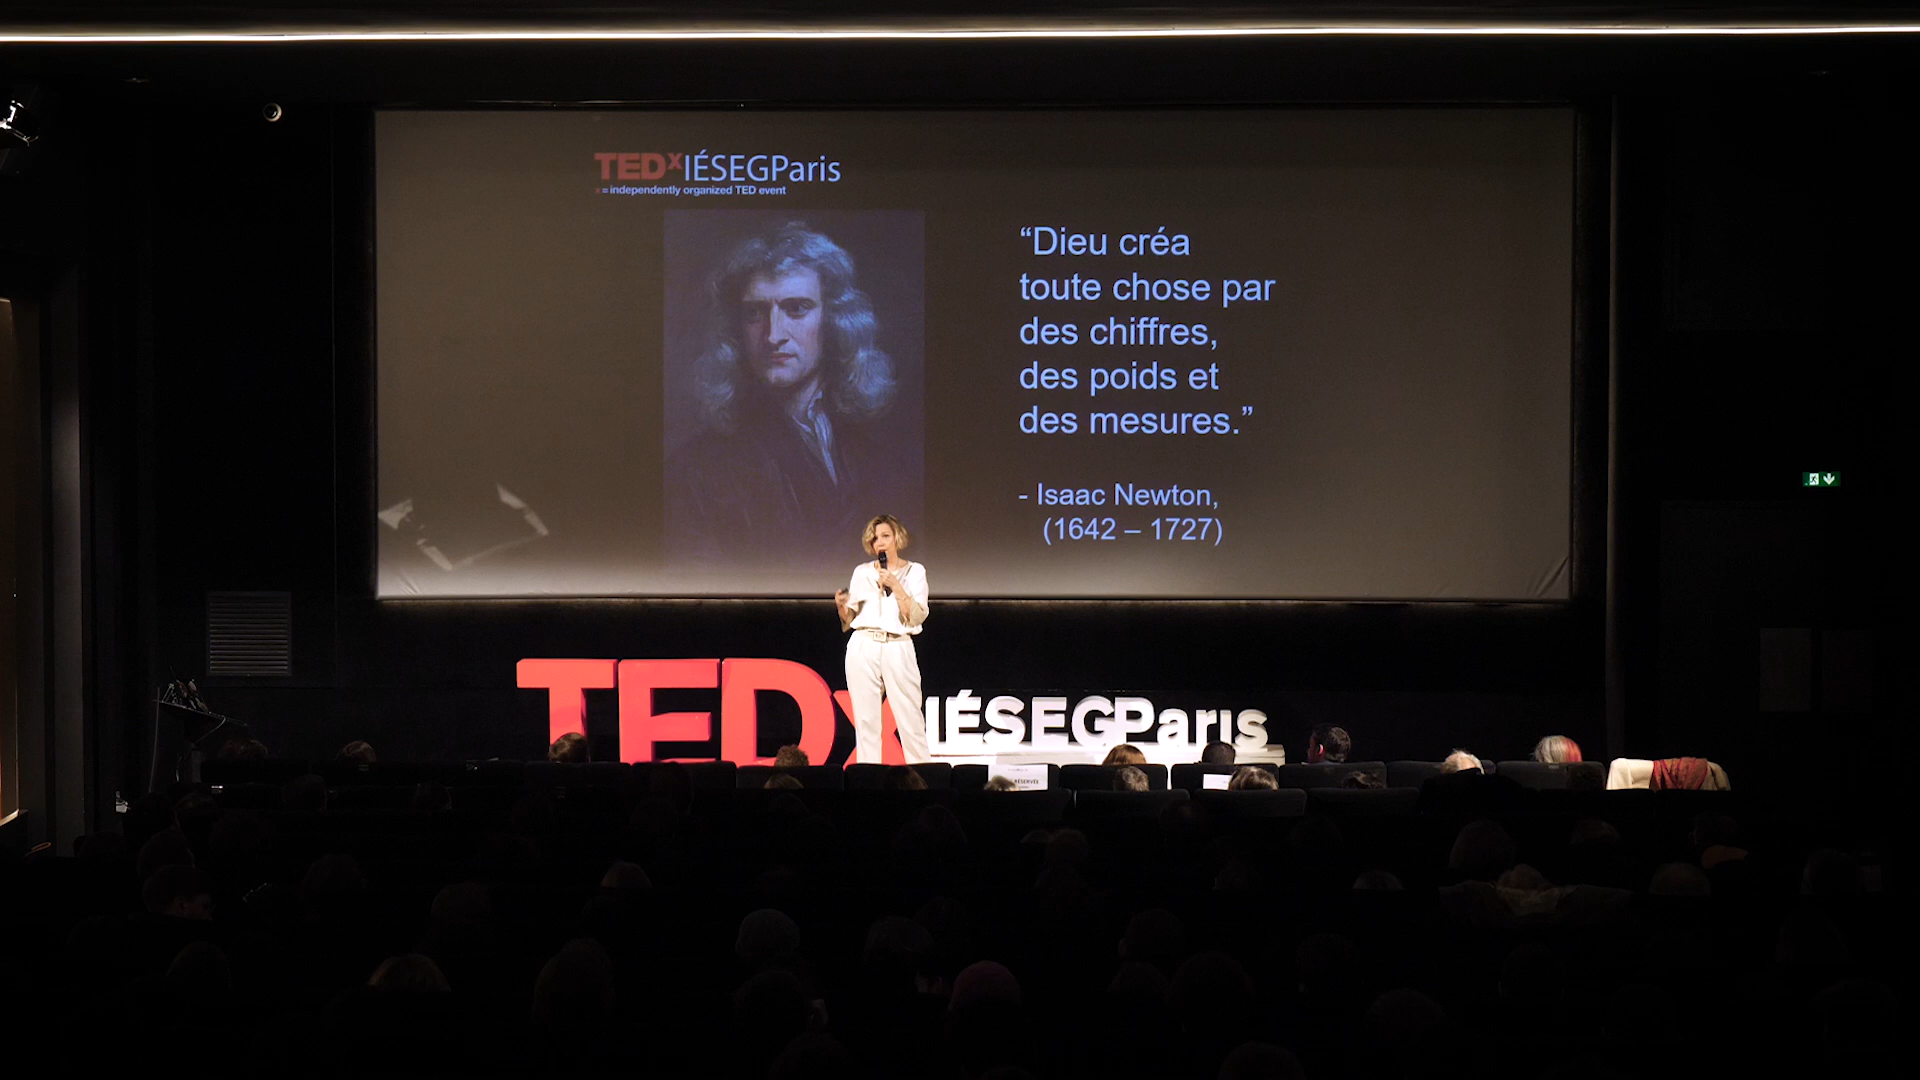 TEDxIÉSEGParis
x = independently organized TED event
“Dieu créa
toute chose par
des chiffres,
des poids et
des mesures.”
- Isaac Newton,
(1642 – 1727)
TEDxIÉSEGParis
RÉSERVÉS